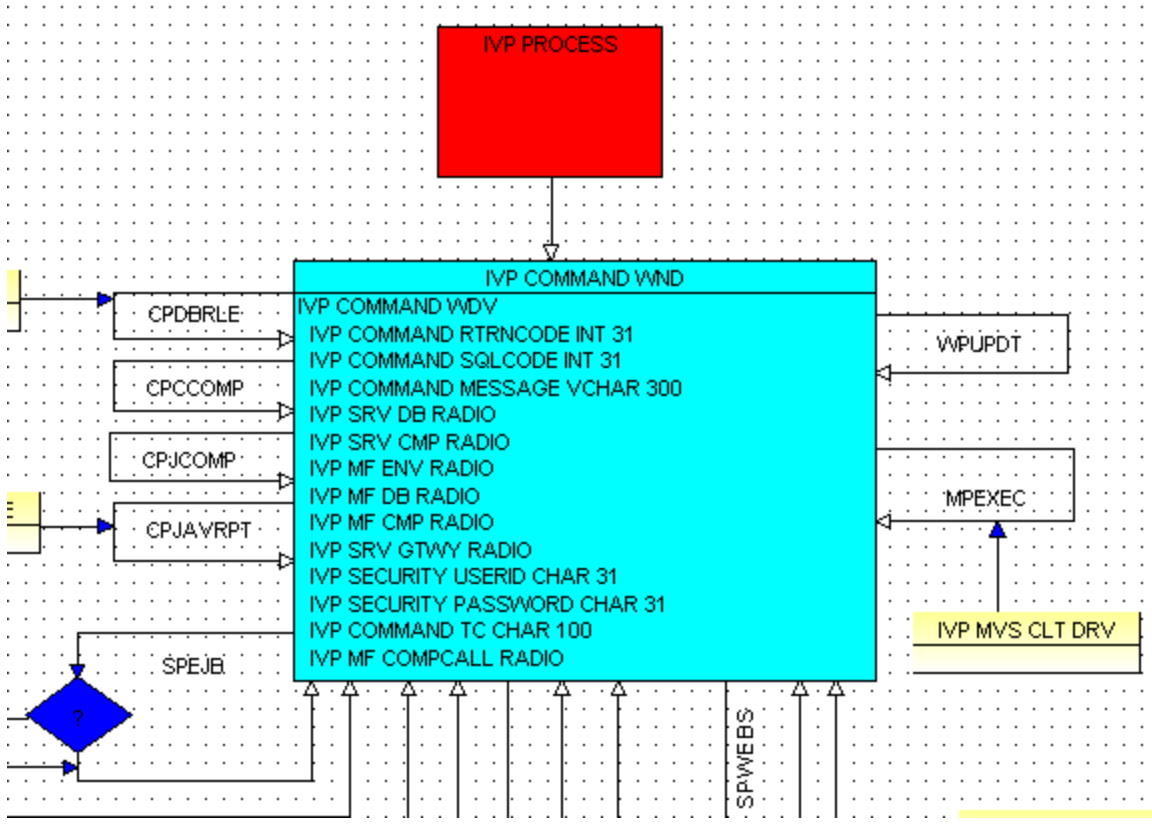 IVP PROCESS
IVP COMMAND WND
IVP COMMAND WDV
IVP COMMAND RTRNCODE INT 31
IVP COMMAND SQLCODE INT 31
IVP COMMAND MESSAGE VCHAR 300
IVP SRV DB RADIO
IVP SRV CMP RADIO
IVP MF ENV RADIO
IVP MF DB RADIO
IVP MF CMP RADIO
IVP SRV GTWY RADIO
IVP SECURITY USERID CHAR 31
IVP SECURITY PASSWORD CHAR 31
IVP COMMAND TC CHAR 100
IVP MF COMPCALL RADIO
CPDBRLE
CPCCOMP
CPJCOMP
E
CPJAVRPT
SPEJB
?
WPUPDT
MPEXEC
IVP MVS CLT DRV
SPWEBS